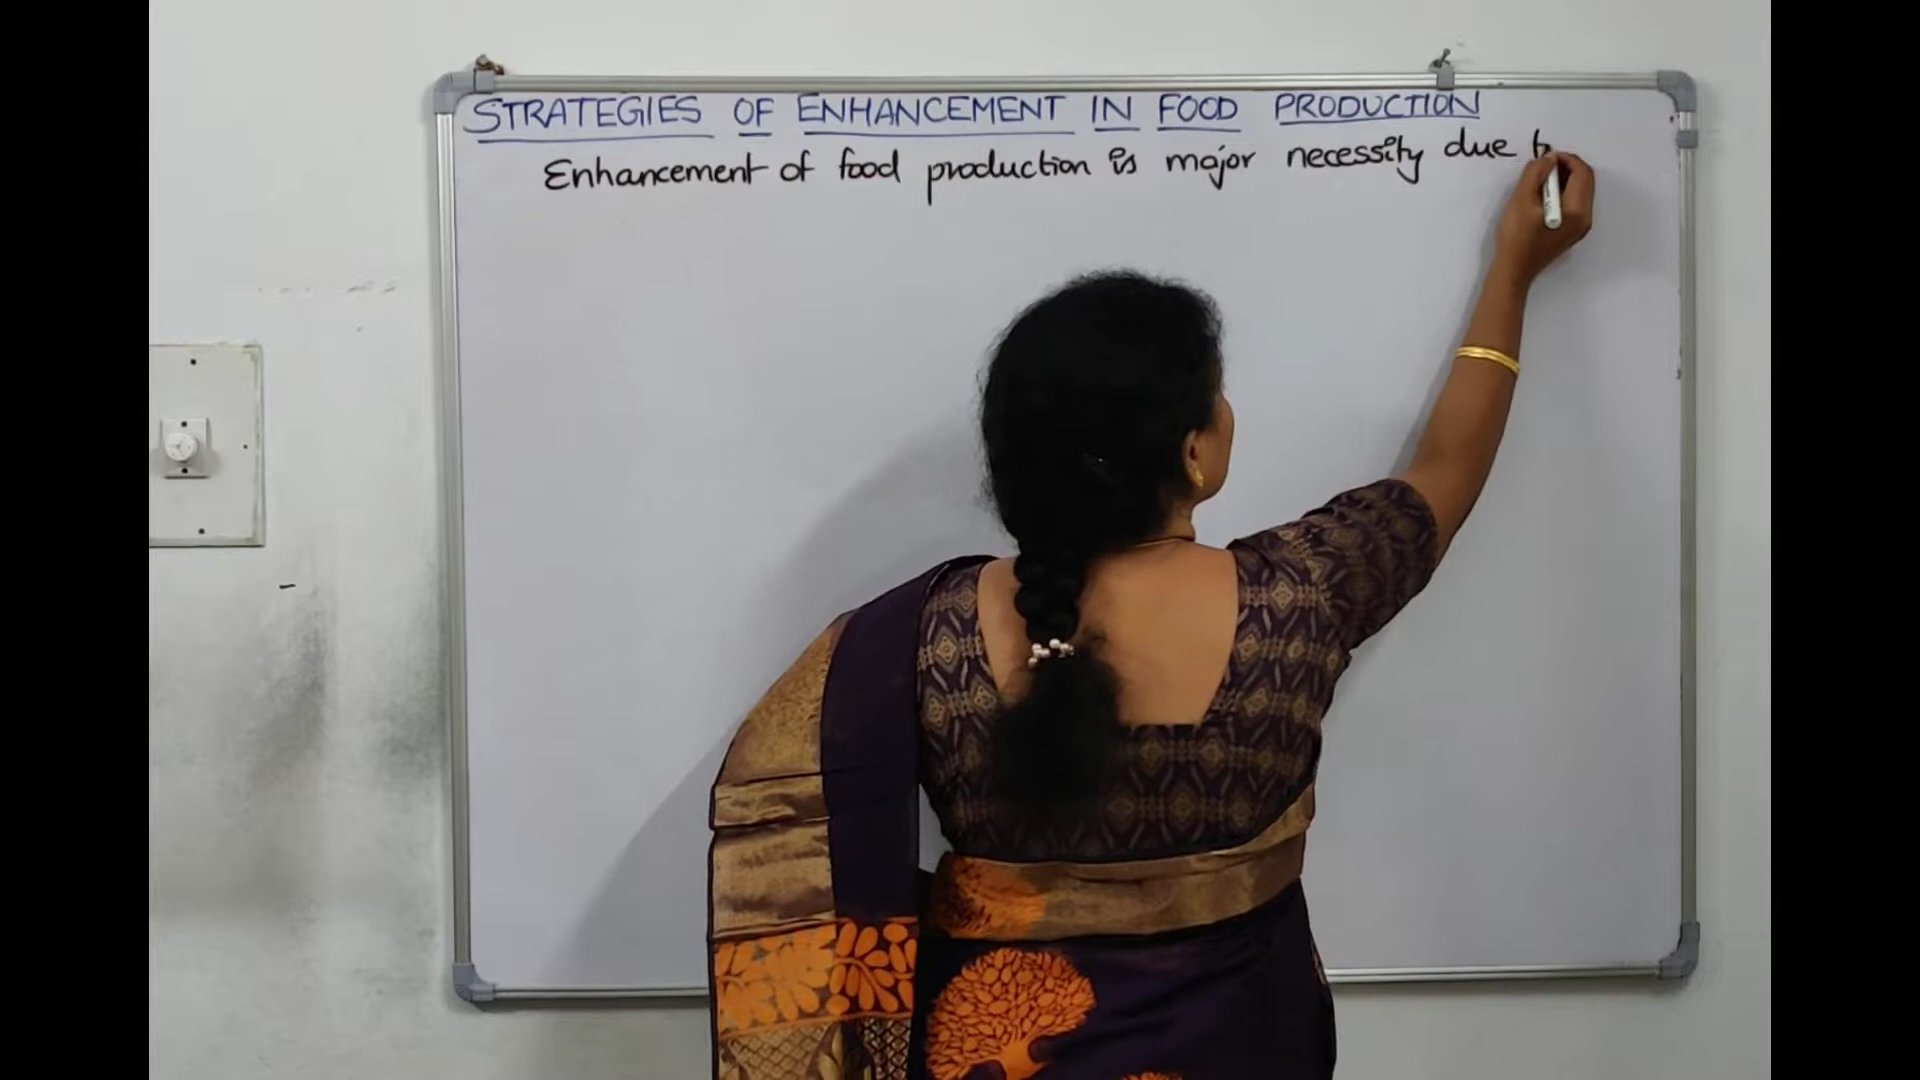 STRATEGIES OF ENHANCEMENT IN FOOD PRODUCTION
Enhancement of food production is major necessity due